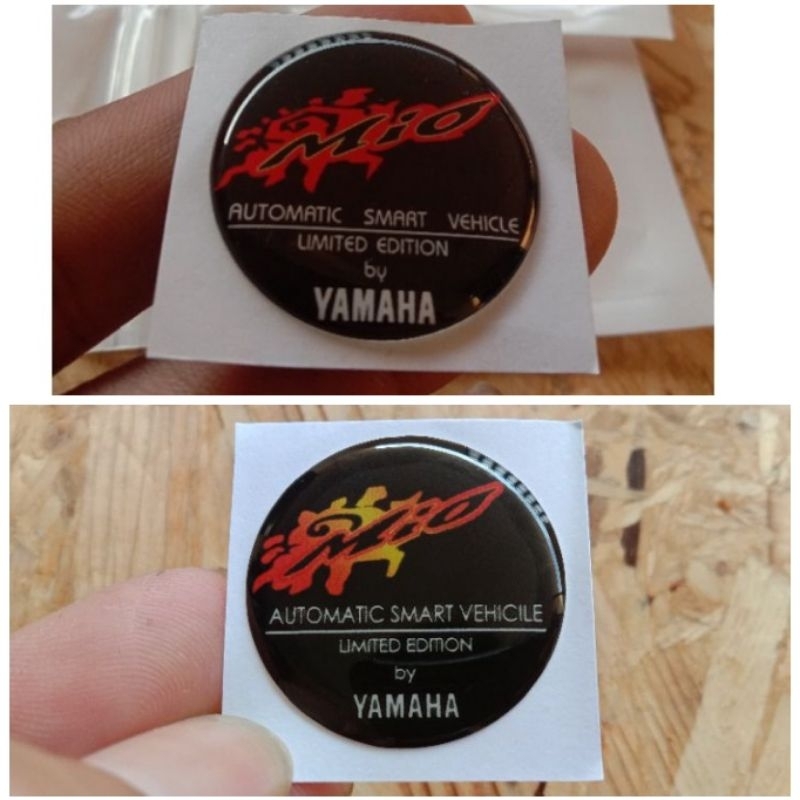 Mio
AUTOMATIC SMART VEHICLE
LIMITED EDITION
by
YAMAHA
Mio
AUTOMATIC SMART VEHICILE
LIMITED EDITION
by
YAMAHA